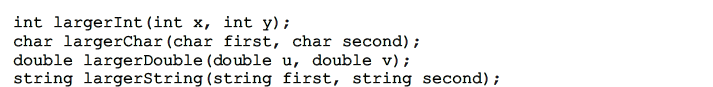 int largerInt(int x, int y);
char largerChar(char first, char second);
double largerDouble(double u, double v);
string largerString(string first, string second);